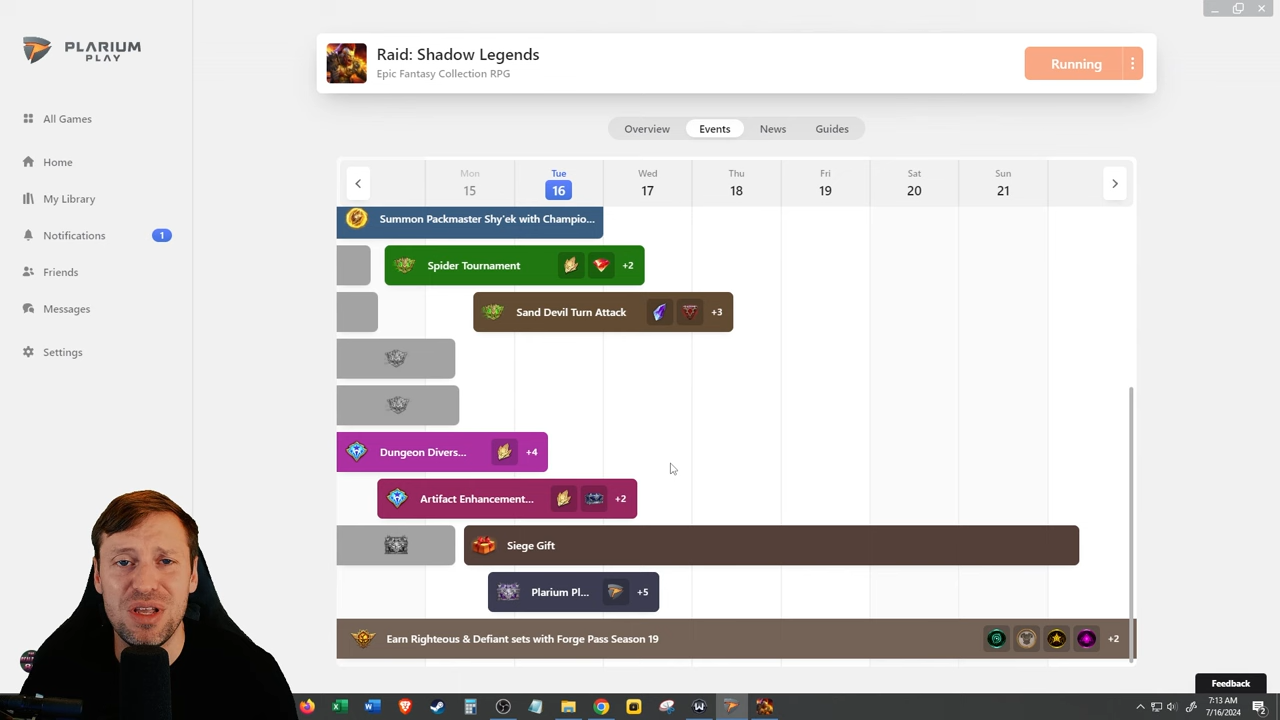 PLARIUM
PLAY
All Games
Home
My Library
Notifications
1
Friends
Messages
Settings
Raid: Shadow Legends
Epic Fantasy Collection RPG
Running
Overview
Events
News
Guides
Mon
15
Tue
16
Wed
17
Thu
18
Fri
19
Sat
20
Sun
21
Summon Packmaster Shy'ek with Champio...
Spider Tournament
+2
Sand Devil Turn Attack
+3
Dungeon Divers...
+4
Artifact Enhancement...
+2
Siege Gift
Plarium Pl...
+5
Earn Righteous & Defiant sets with Forge Pass Season 19
+2
Feedback
7:13 AM
7/16/2024
2